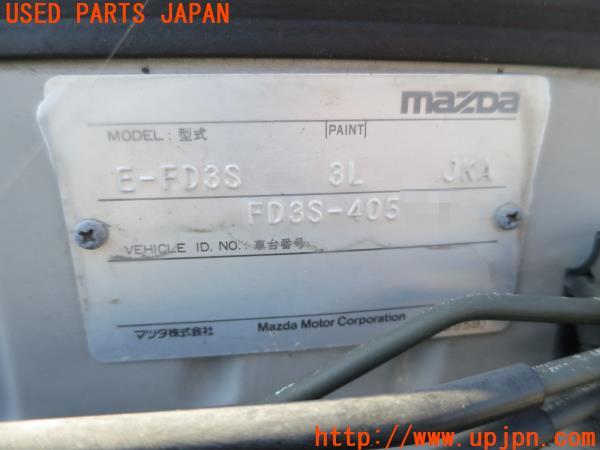 USED PARTS JAPAN
mazda
MODEL: 型式 PAINT
E-FD3S 3L JKA
FD3S-405
VEHICLE ID. NO.: 車台番号
マツダ株式会社 Mazda Motor Corporation
http://www.upjpn.com/